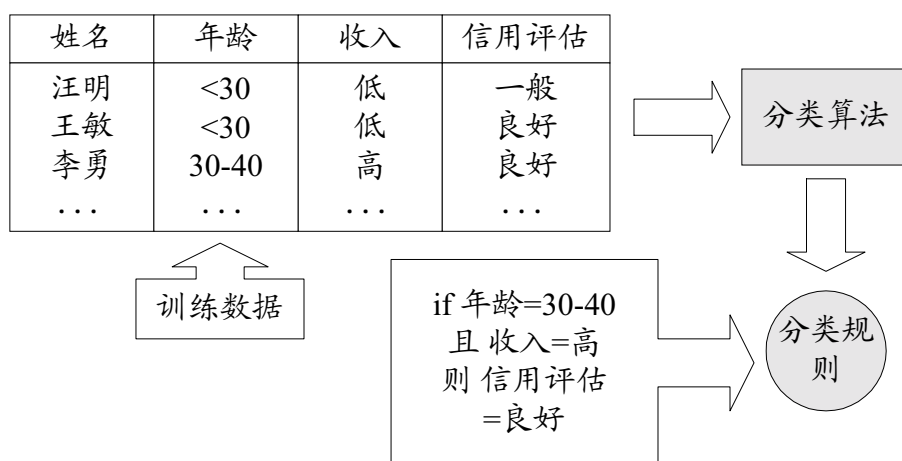 姓名 年龄 收入 信用评估
汪明 <30 低 一般
王敏 <30 低 良好
李勇 30-40 高 良好
... ... ... ...
分类算法
训练数据
if 年龄=30-40
且 收入=高
则 信用评估
=良好
分类规
则